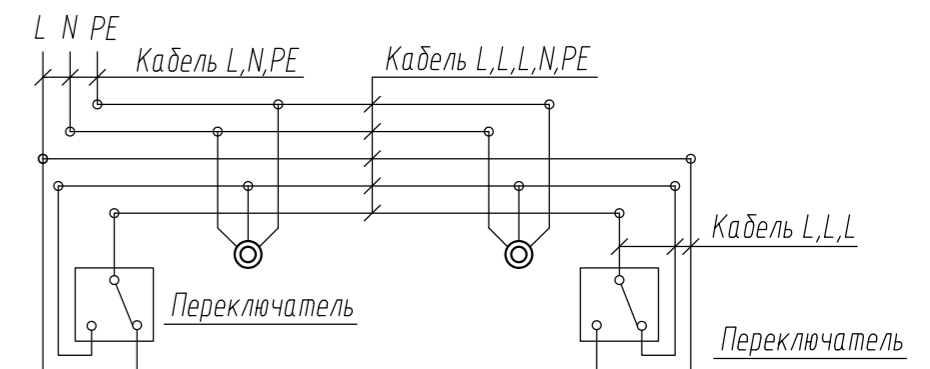 L N PE
Кабель L,N,PE
Кабель L,L,L,N,PE
Кабель L,L,L
Переключатель
Переключатель